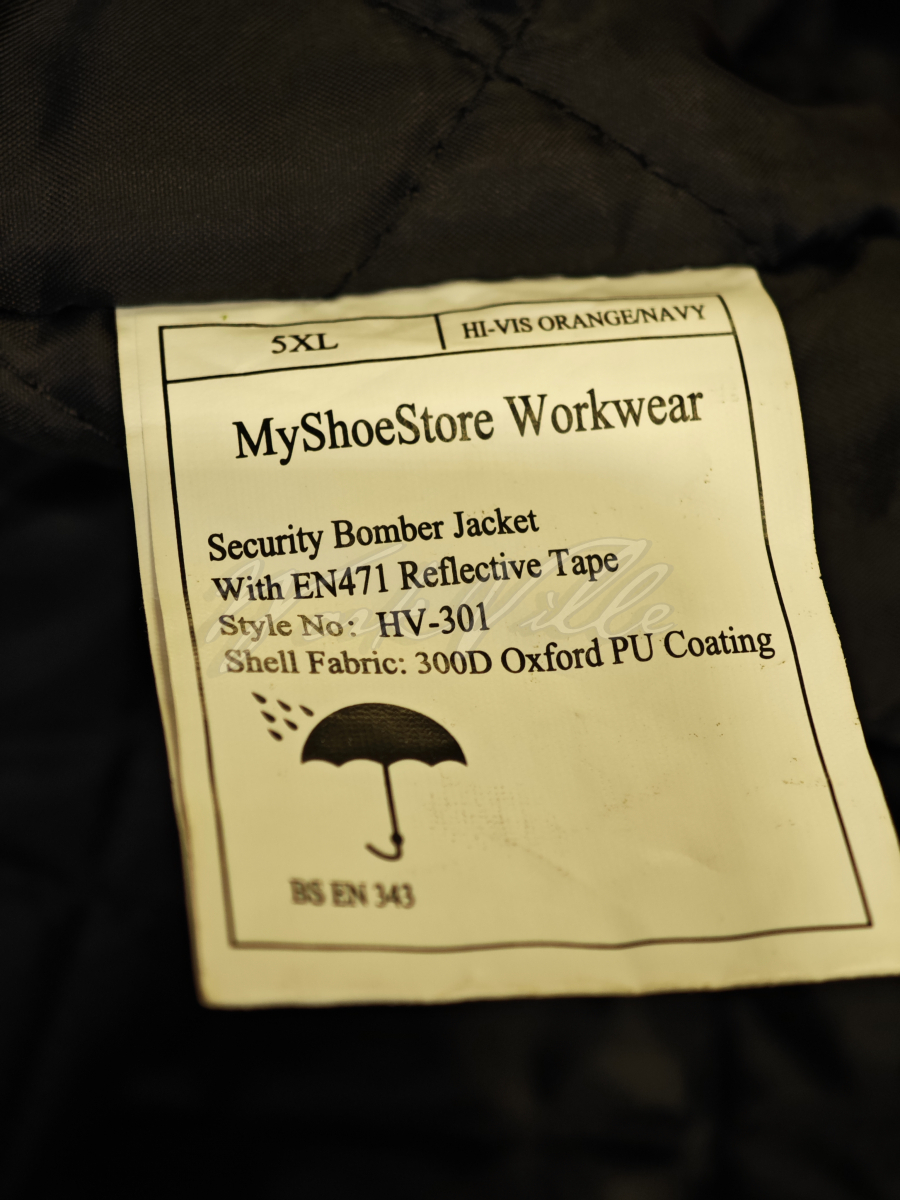 5XL HI-VIS ORANGE/NAVY
MyShoeStore Workwear
Security Bomber Jacket
With EN471 Reflective Tape
Style No: HV-301
Shell Fabric: 300D Oxford PU Coating
BS EN 343